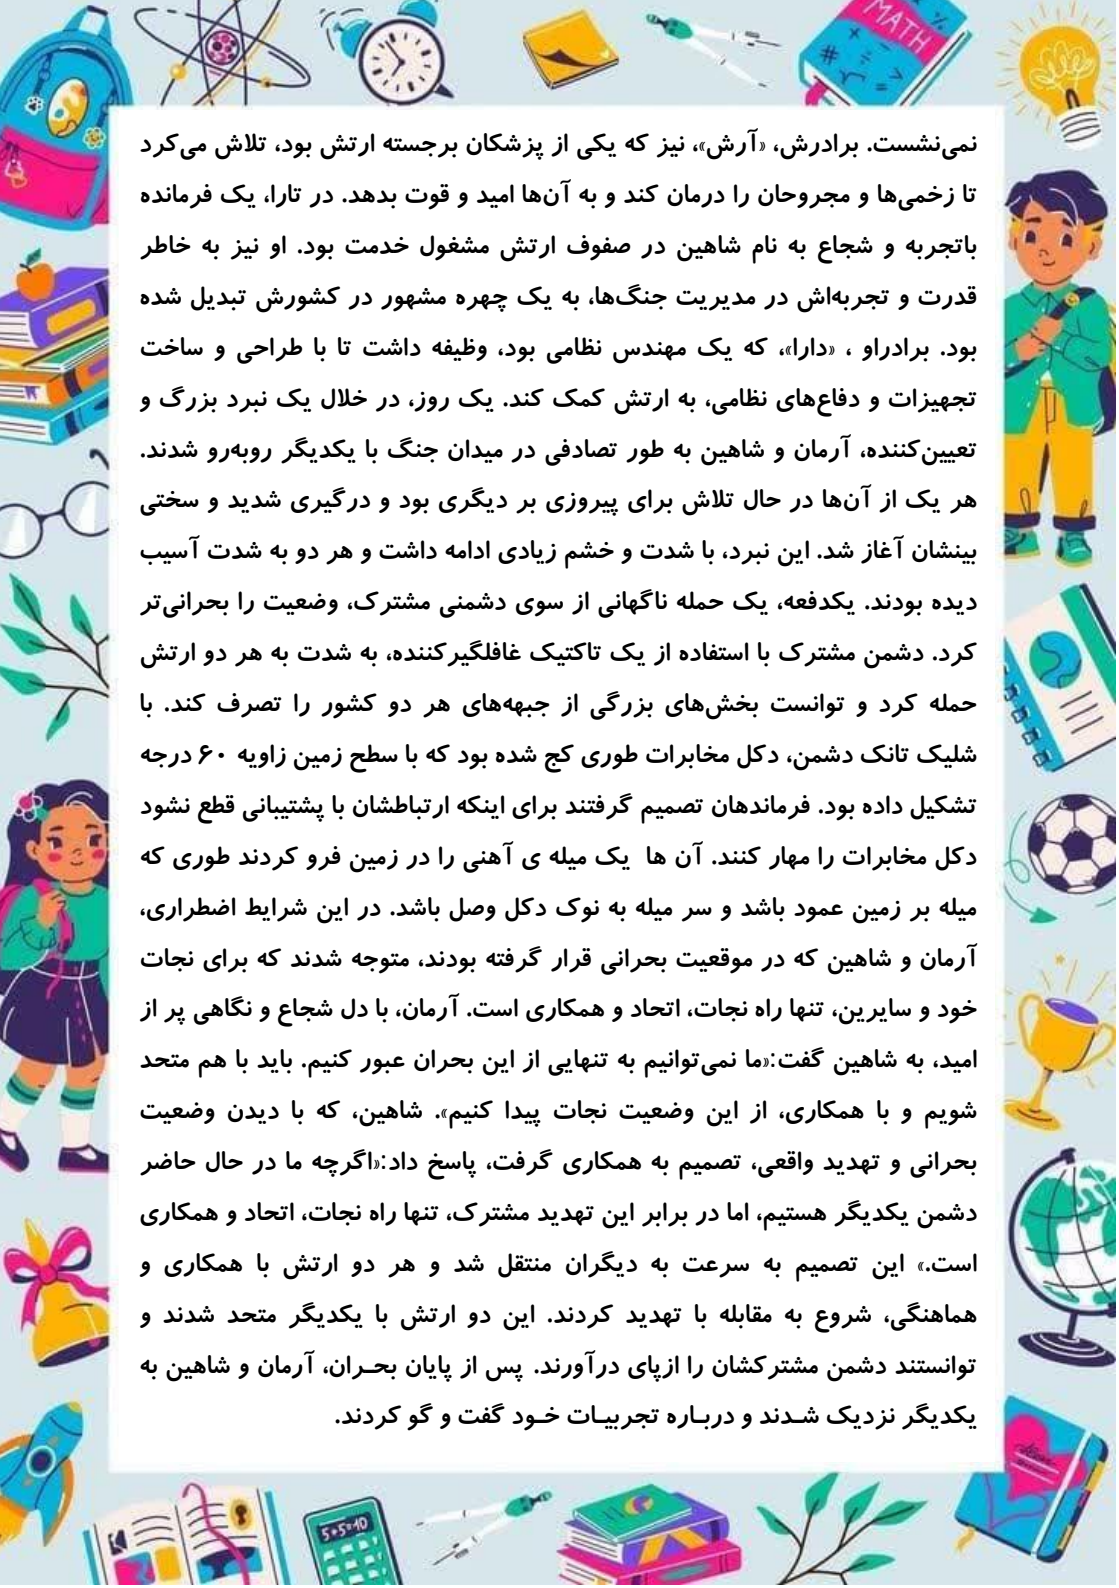 MATH
نمی‌نشست. برادرش، «آرش»، نیز که یکی از پزشکان برجسته ارتش بود، تلاش می‌کرد
تا زخمی‌ها و مجروحان را درمان کند و به آن‌ها امید و قوت بدهد. در تارا، یک فرمانده
باتجربه و شجاع به نام شاهین در صفوف ارتش مشغول خدمت بود. او نیز به خاطر
قدرت و تجربه‌اش در مدیریت جنگ‌ها، به یک چهره مشهور در کشورش تبدیل شده
بود. برادراو ، «دارا»، که یک مهندس نظامی بود، وظیفه داشت تا با طراحی و ساخت
تجهیزات و دفاع‌های نظامی، به ارتش کمک کند. یک روز، در خلال یک نبرد بزرگ و
تعیین‌کننده، آرمان و شاهین به طور تصادفی در میدان جنگ با یکدیگر روبه‌رو شدند.
هر یک از آن‌ها در حال تلاش برای پیروزی بر دیگری بود و درگیری شدید و سختی
بینشان آغاز شد. این نبرد، با شدت و خشم زیادی ادامه داشت و هر دو به شدت آسیب
دیده بودند. یکدفعه، یک حمله ناگهانی از سوی دشمنی مشترک، وضعیت را بحرانی‌تر
کرد. دشمن مشترک با استفاده از یک تاکتیک غافلگیرکننده، به شدت به هر دو ارتش
حمله کرد و توانست بخش‌های بزرگی از جبهه‌های هر دو کشور را تصرف کند. با
شلیک تانک دشمن، دکل مخابرات طوری کج شده بود که با سطح زمین زاویه ۶۰ درجه
تشکیل داده بود. فرماندهان تصمیم گرفتند برای اینکه ارتباطشان با پشتیبانی قطع نشود
دکل مخابرات را مهار کنند. آن ها یک میله ی آهنی را در زمین فرو کردند طوری که
میله بر زمین عمود باشد و سر میله به نوک دکل وصل باشد. در این شرایط اضطراری،
آرمان و شاهین که در موقعیت بحرانی قرار گرفته بودند، متوجه شدند که برای نجات
خود و سایرین، تنها راه نجات، اتحاد و همکاری است. آرمان، با دل شجاع و نگاهی پر از
امید، به شاهین گفت:«ما نمی‌توانیم به تنهایی از این بحران عبور کنیم. باید با هم متحد
شویم و با همکاری، از این وضعیت نجات پیدا کنیم». شاهین، که با دیدن وضعیت
بحرانی و تهدید واقعی، تصمیم به همکاری گرفت، پاسخ داد:«اگرچه ما در حال حاضر
دشمن یکدیگر هستیم، اما در برابر این تهدید مشترک، تنها راه نجات، اتحاد و همکاری
است.» این تصمیم به سرعت به دیگران منتقل شد و هر دو ارتش با همکاری و
هماهنگی، شروع به مقابله با تهدید کردند. این دو ارتش با یکدیگر متحد شدند و
توانستند دشمن مشترکشان را ازپای درآورند. پس از پایان بحـران، آرمان و شاهین به
یکدیگر نزدیک شـدند و دربـاره تجربیـات خـود گفت و گو کردند.
5+5=10